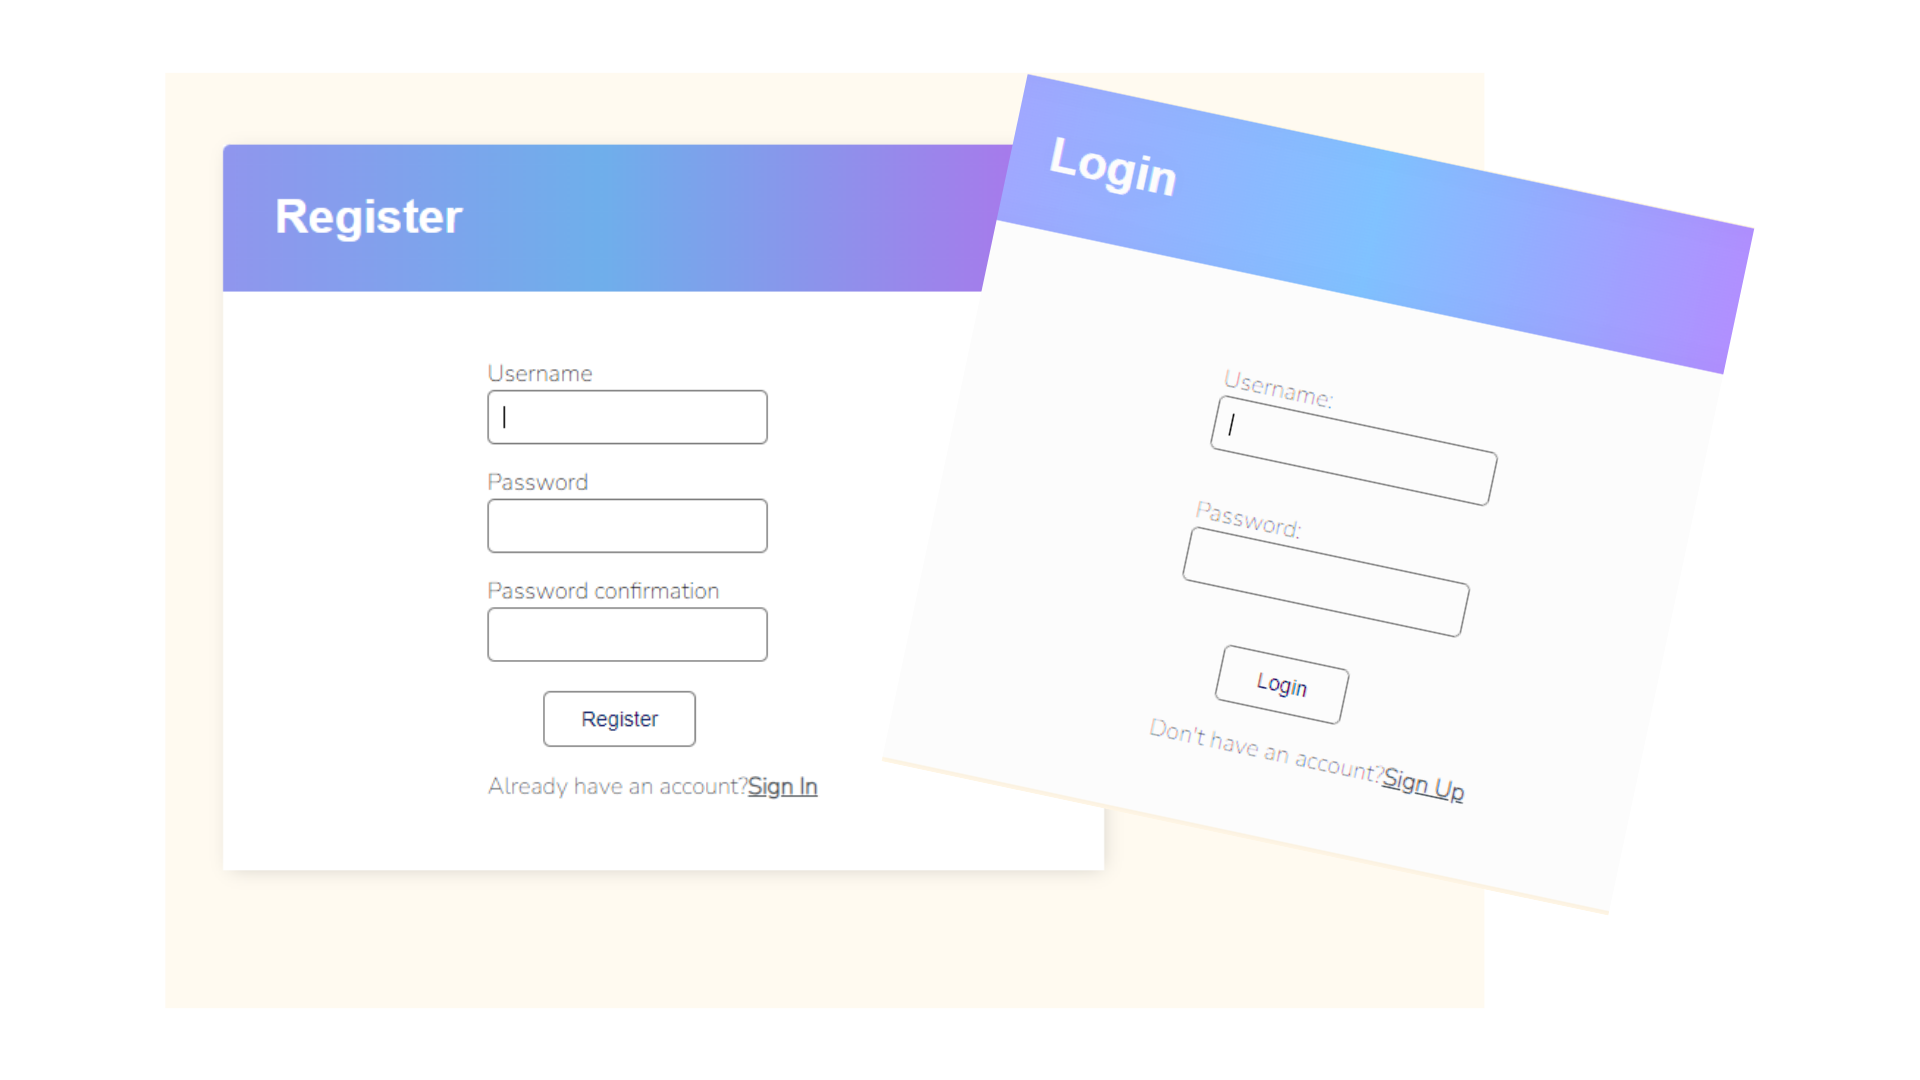 Register
Username
Password
Password confirmation
Register
Already have an account?Sign In
Login
Username:
Password:
Login
Don't have an account?Sign Up